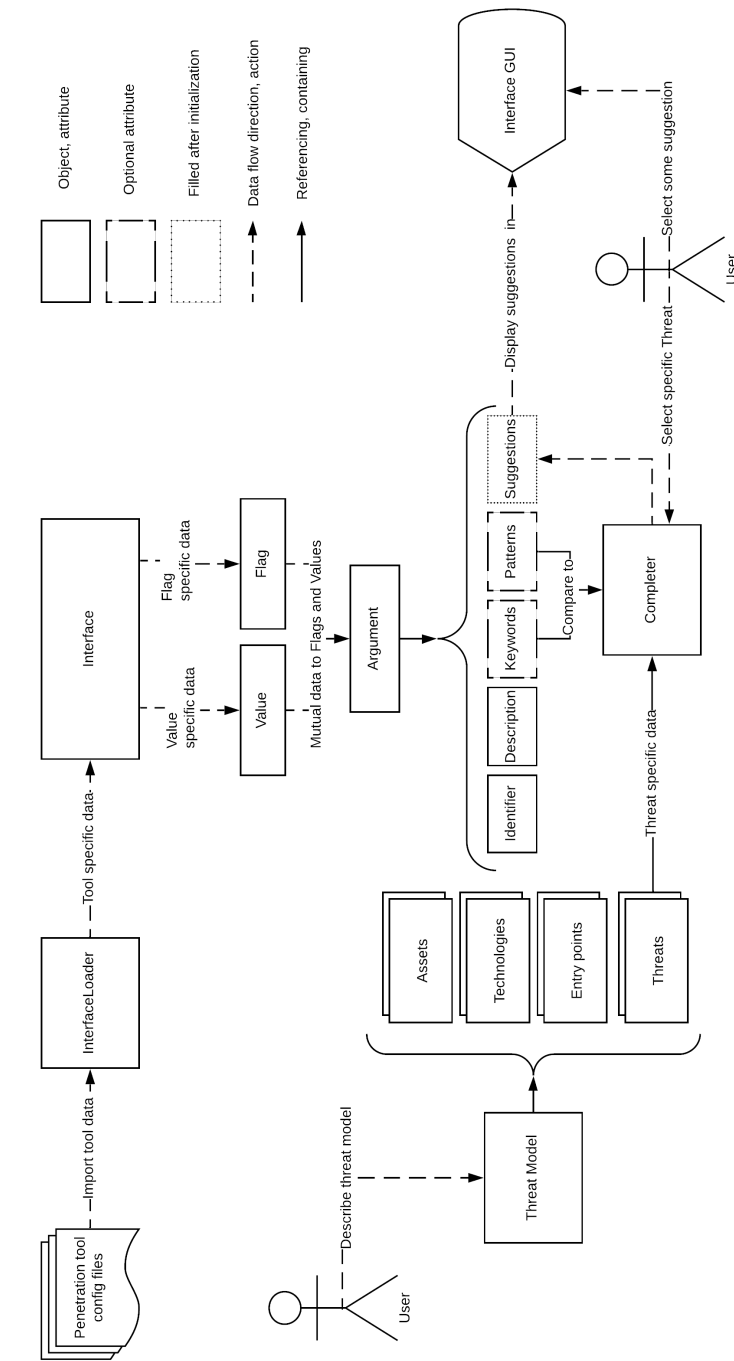 Penetration tool
config files
Import tool data
InterfaceLoader
Tool specific data
Interface
Value
specific data
Flag
specific data
Value
Flag
Mutual data to Flags and Values
Argument
Identifier
Description
Keywords
Patterns
Suggestions
Compare to
Completer
Display suggestions in
Interface GUI
User
Describe threat model
Threat Model
Assets
Technologies
Entry points
Threats
Threat specific data
Select specific Threat
Select some suggestion
User
Object, attribute
Optional attribute
Filled after initialization
Data flow direction, action
Referencing, containing